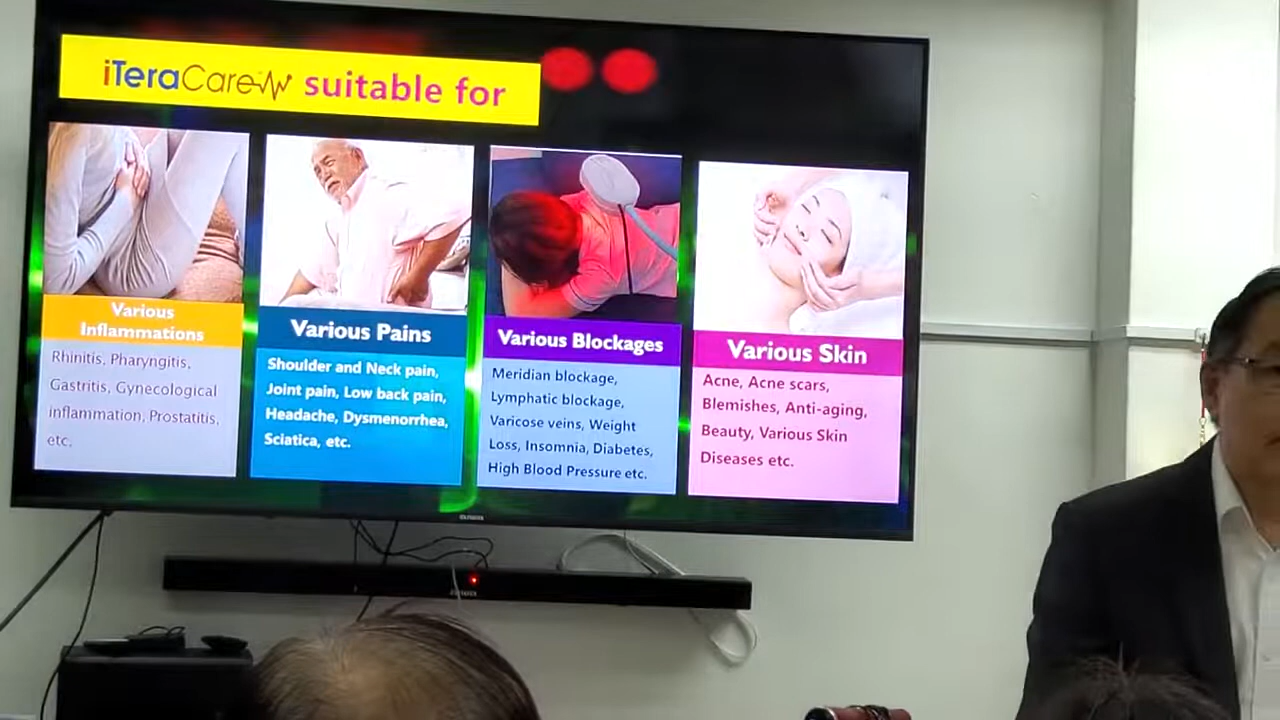 iTeraCare suitable for
Various
Inflammations
Rhinitis, Pharyngitis,
Gastritis, Gynecological
inflammation, Prostatitis,
etc,
Various Pains
Shoulder and Neck pain,
Joint pain, Low back pain,
Headache, Dysmenorrhea,
Sciatica, etc.
Various Blockages
Meridian blockage,
Lymphatic blockage,
Varicose veins, Weight
Loss, Insomnia, Diabetes,
High Blood Pressure etc.
Various Skin
Acne, Acne scars,
Blemishes, Anti-aging,
Beauty, Various Skin
Diseases etc.
aiwa
aiwa